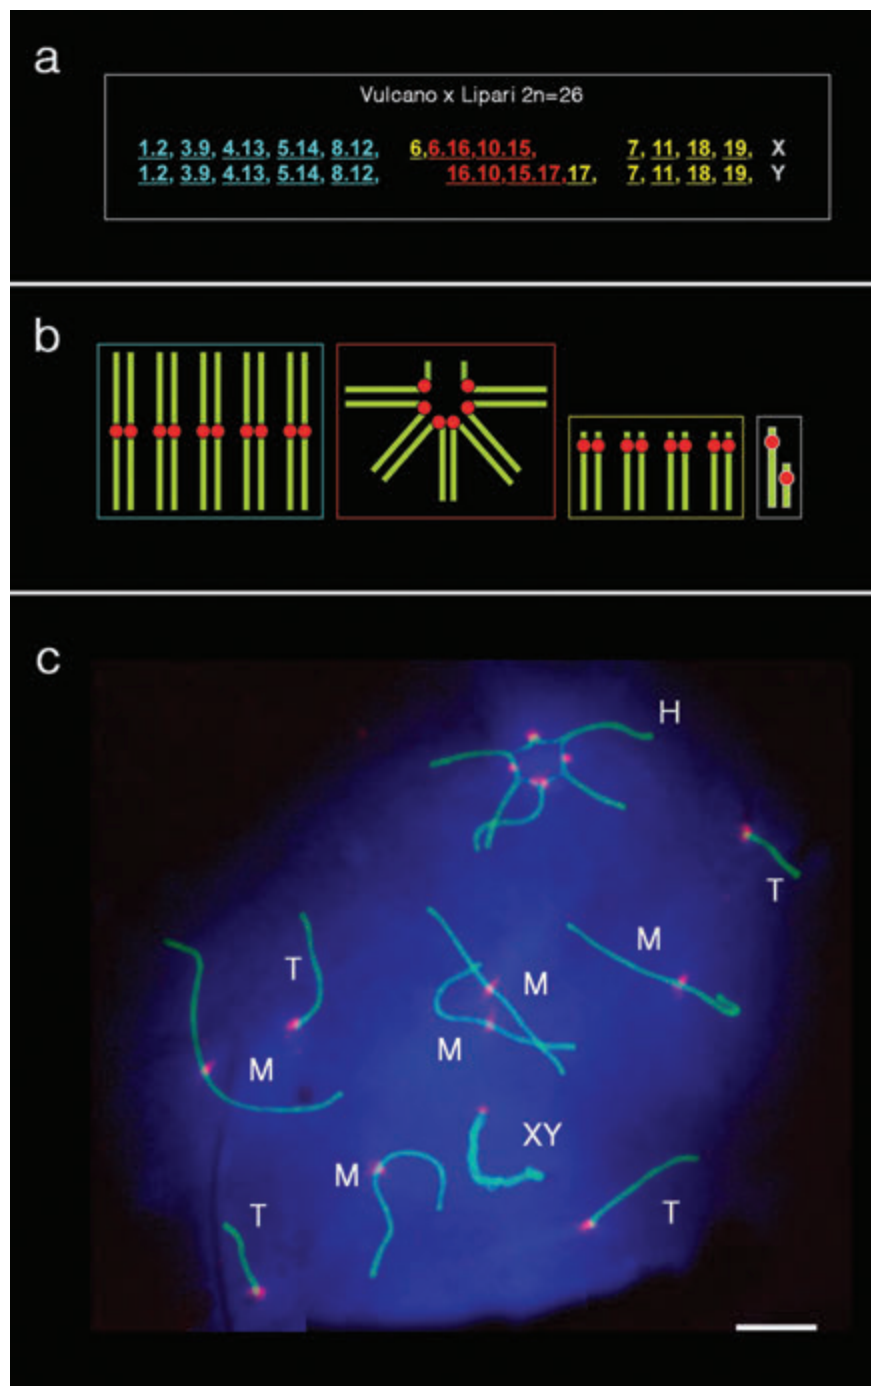 a
Vulcano x Lipari 2n=26
1.2, 3.9, 4.13, 5.14, 8.12, 6,6.16,10.15, 7, 11, 18, 19, X
1.2, 3.9, 4.13, 5.14, 8.12, 16.10,15.17,17, 7, 11, 18, 19, Y
b
c
H
T
M
T
M
M
M
XY
M
T
T